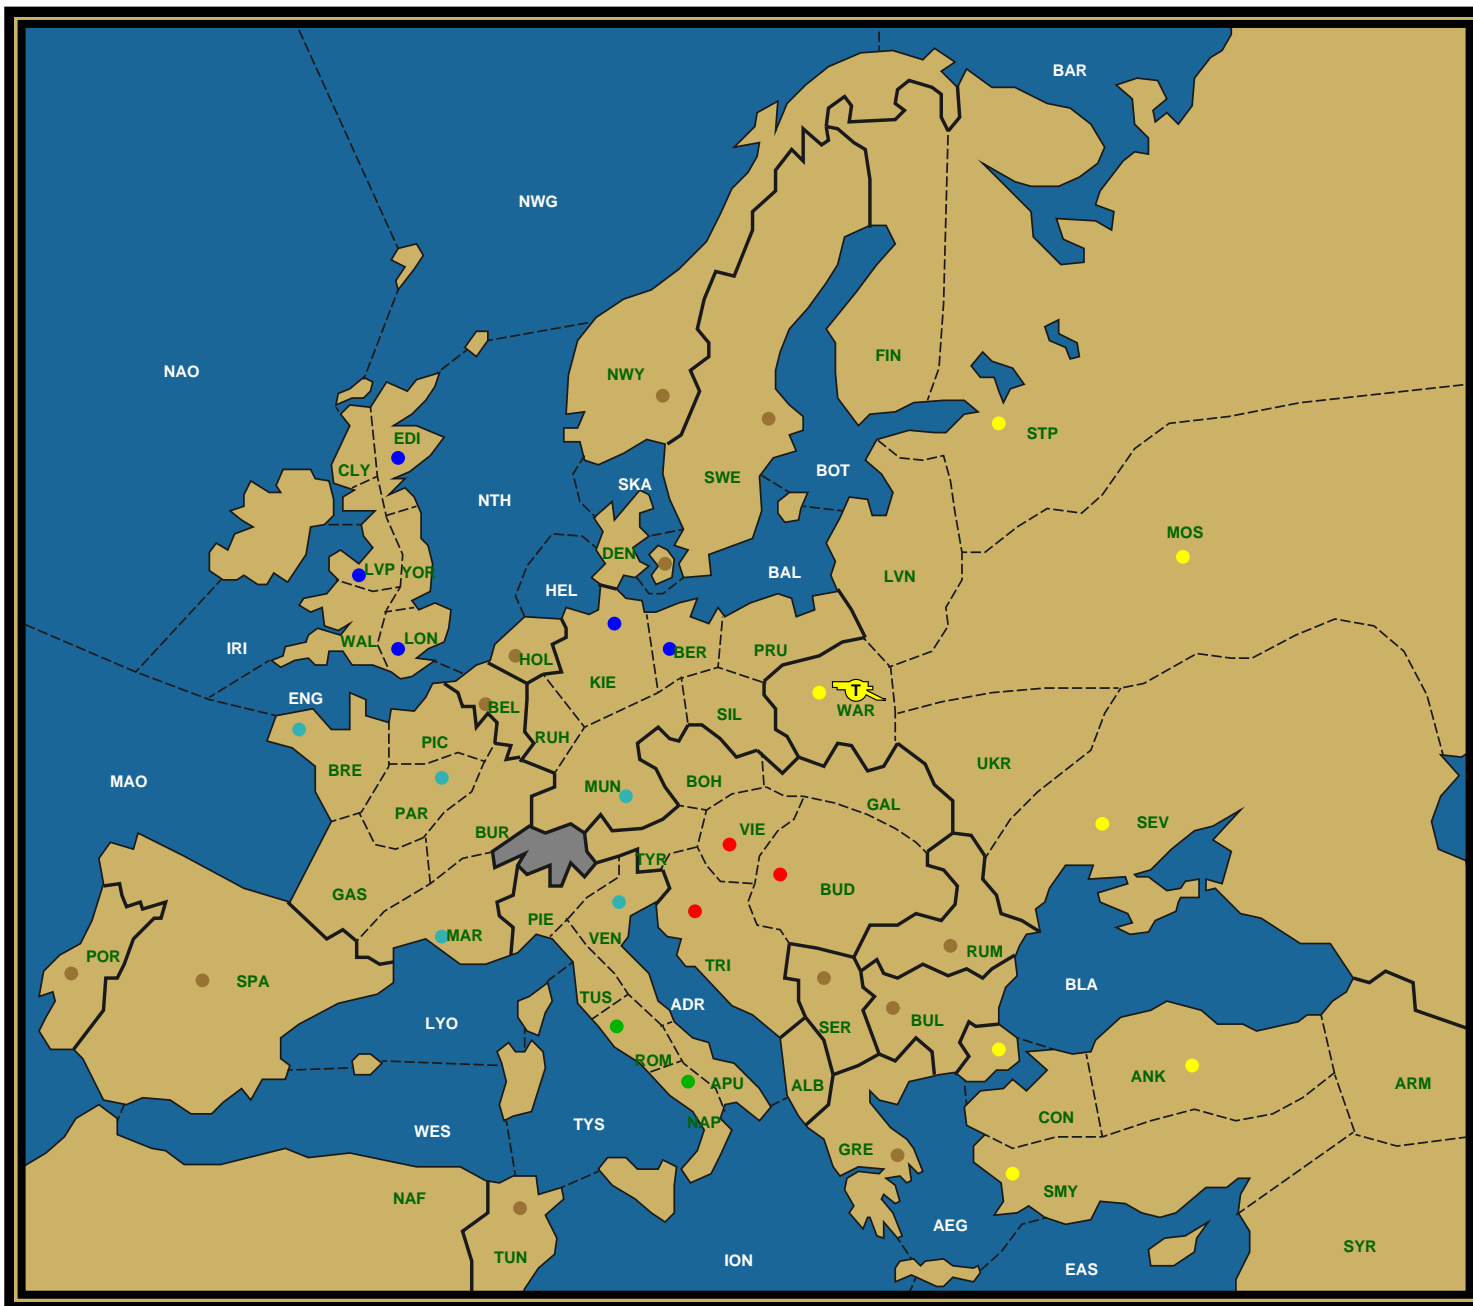 BAR
NWG
NAO
FIN
NWY
STP
EDI
CLY
SWE
BOT
SKA
NTH
MOS
DEN
LVP
YOR
BAL
LVN
HEL
WAL
LON
IRI
HOL
BER
PRU
KIE
ENG
BEL
SIL
T
WAR
PIC
RUH
UKR
BRE
MAO
MUN
BOH
GAL
PAR
BUR
VIE
SEV
TYR
BUD
GAS
PIE
MAR
VEN
POR
SPA
TRI
RUM
BLA
TUS
ADR
LYO
SER
BUL
ROM
APU
ALB
ANK
ARM
NAP
CON
TYS
WES
GRE
NAF
SMY
AEG
TUN
ION
EAS
SYR